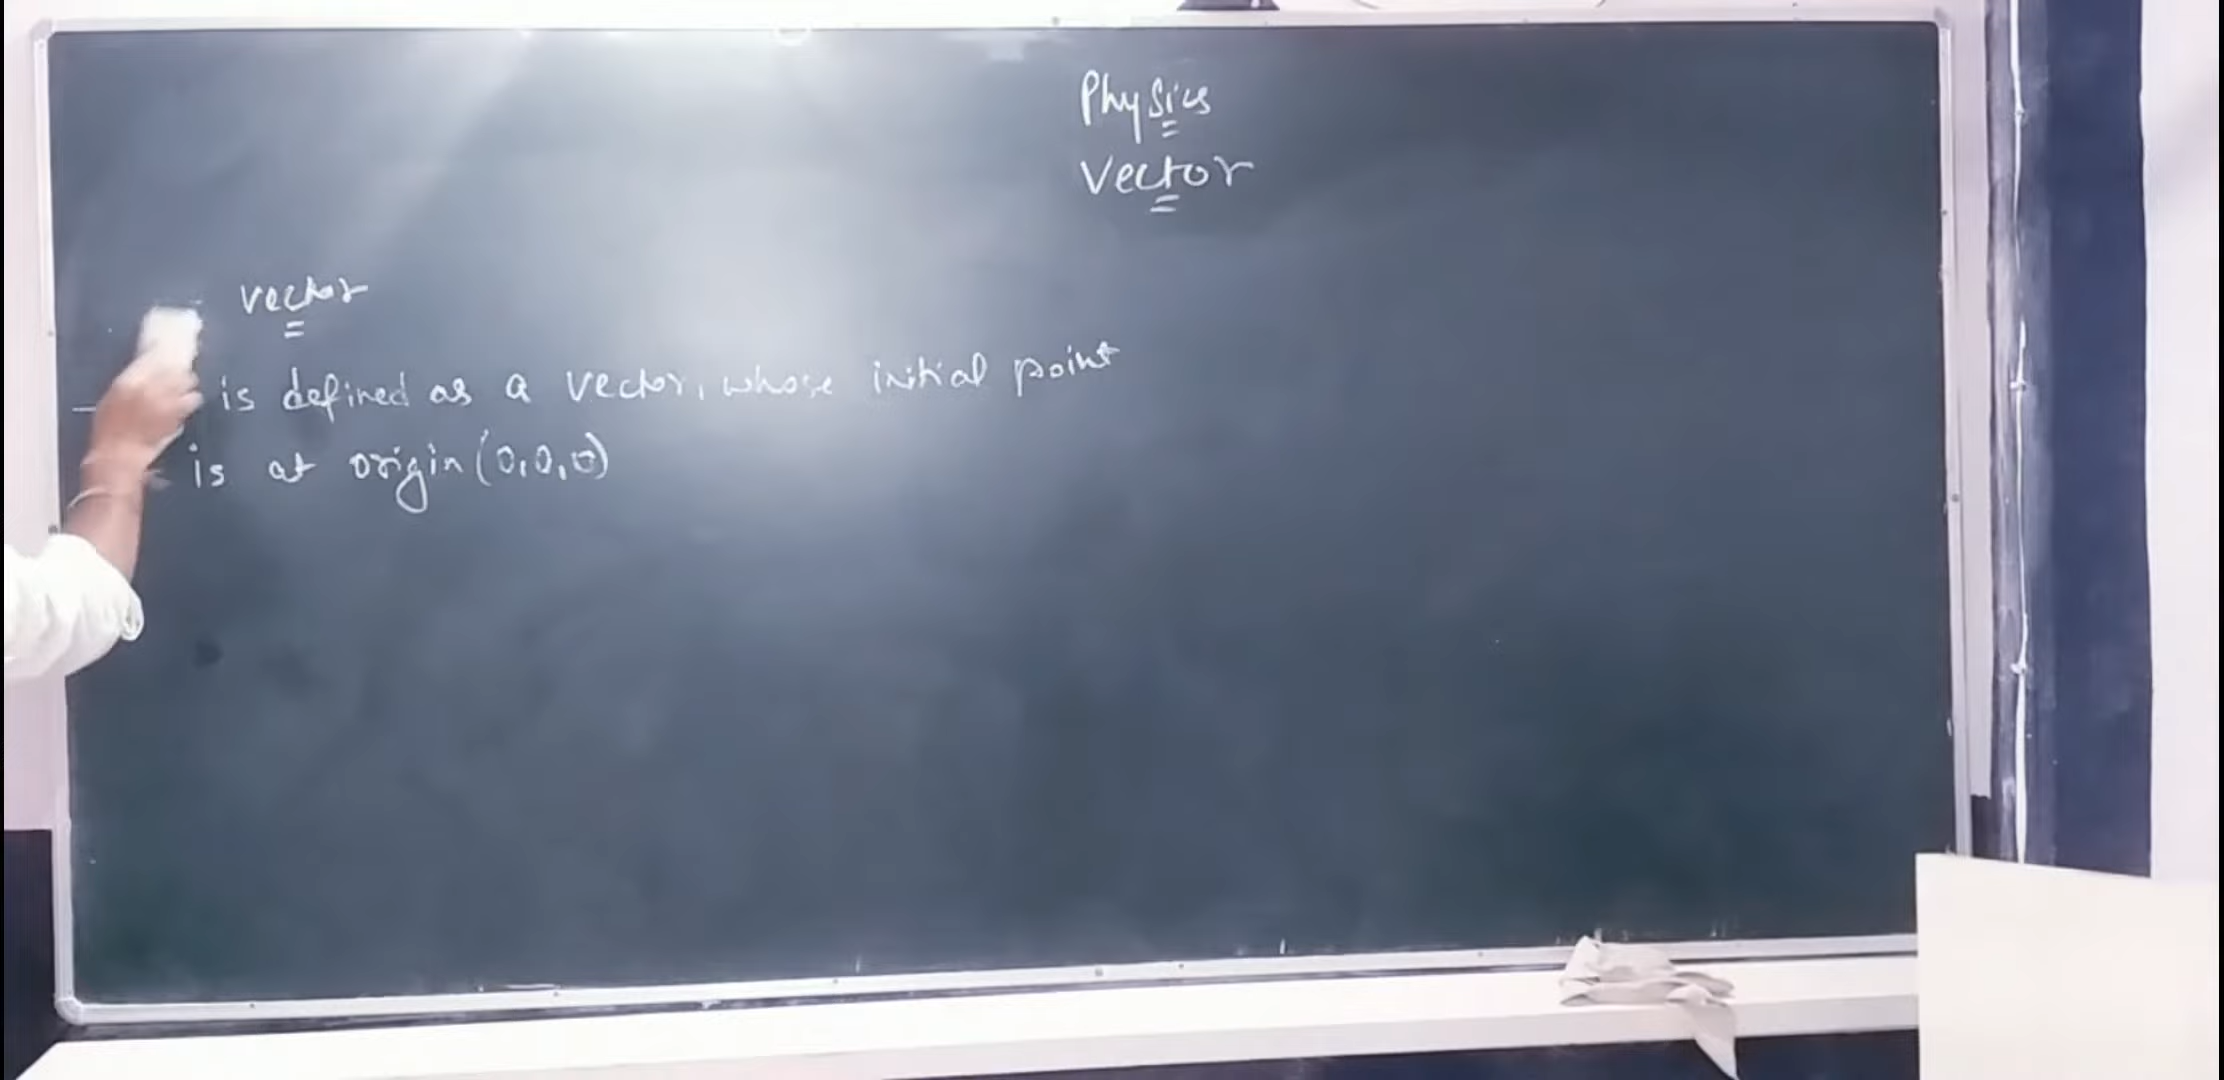 Physics
Vector
vector
is defined as a vector, whose initial point
is at origin (0,0,0)